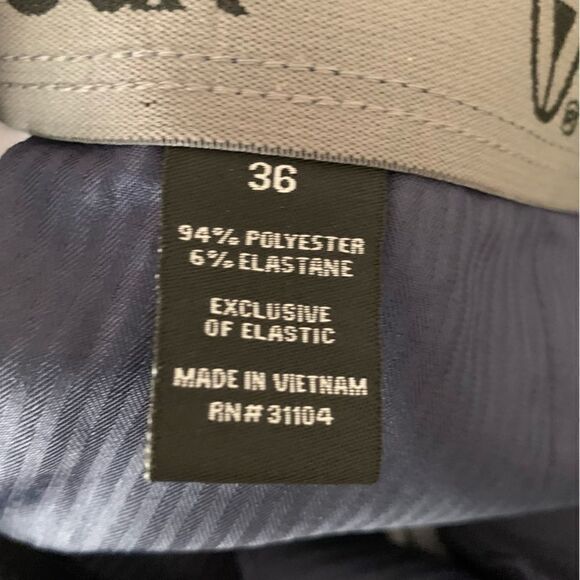 ®
36
94% POLYESTER
6% ELASTANE
EXCLUSIVE
OF ELASTIC
MADE IN VIETNAM
RN# 31104